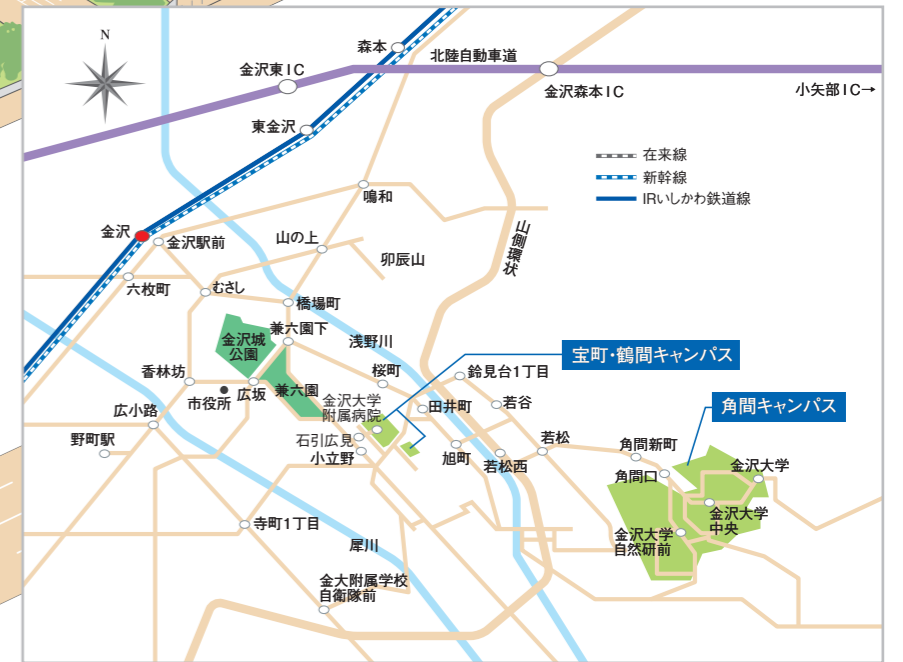 N
森本
北陸自動車道
金沢東IC
金沢森本IC
小矢部IC→
東金沢
在来線
新幹線
IRいしかわ鉄道線
鳴和
山側環状
金沢
金沢駅前
山の上
卯辰山
六枚町
むさし
橋場町
金沢城
公園
兼六園下
浅野川
宝町・鶴間キャンパス
香林坊
市役所
広坂
兼六園
桜町
鈴見台1丁目
金沢大学
附属病院
田井町
若谷
角間キャンパス
広小路
野町駅
石引広見
小立野
旭町
若松西
若松
角間新町
角間口
金沢大学
金沢大学
中央
金沢大学
自然研前
寺町1丁目
犀川
金大附属学校
自衛隊前